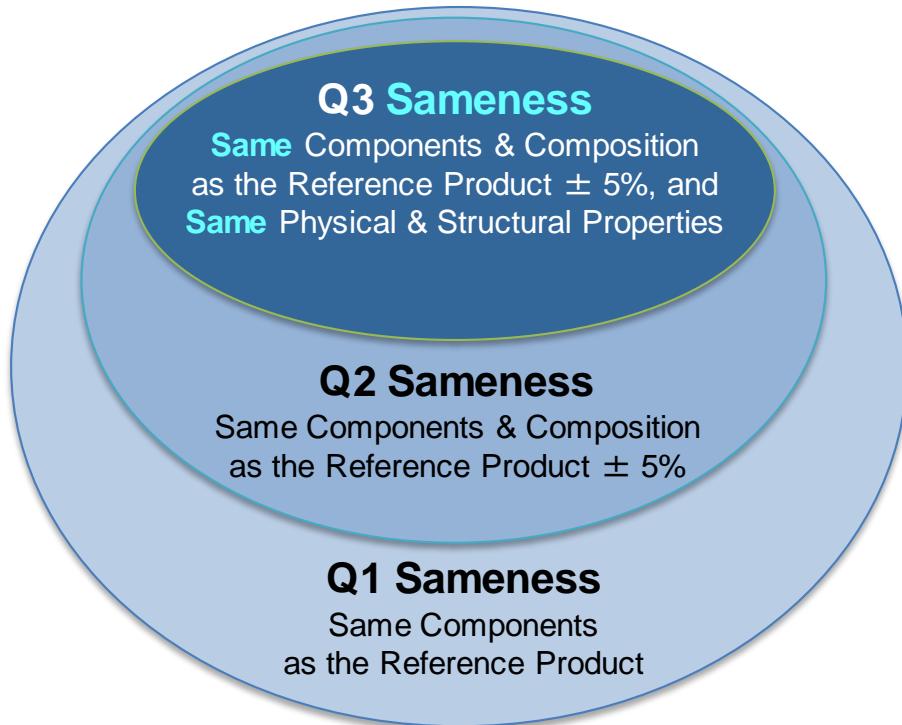 Q3 Sameness
Same Components & Composition
as the Reference Product ± 5%, and
Same Physical & Structural Properties
Q2 Sameness
Same Components & Composition
as the Reference Product ± 5%
Q1 Sameness
Same Components
as the Reference Product